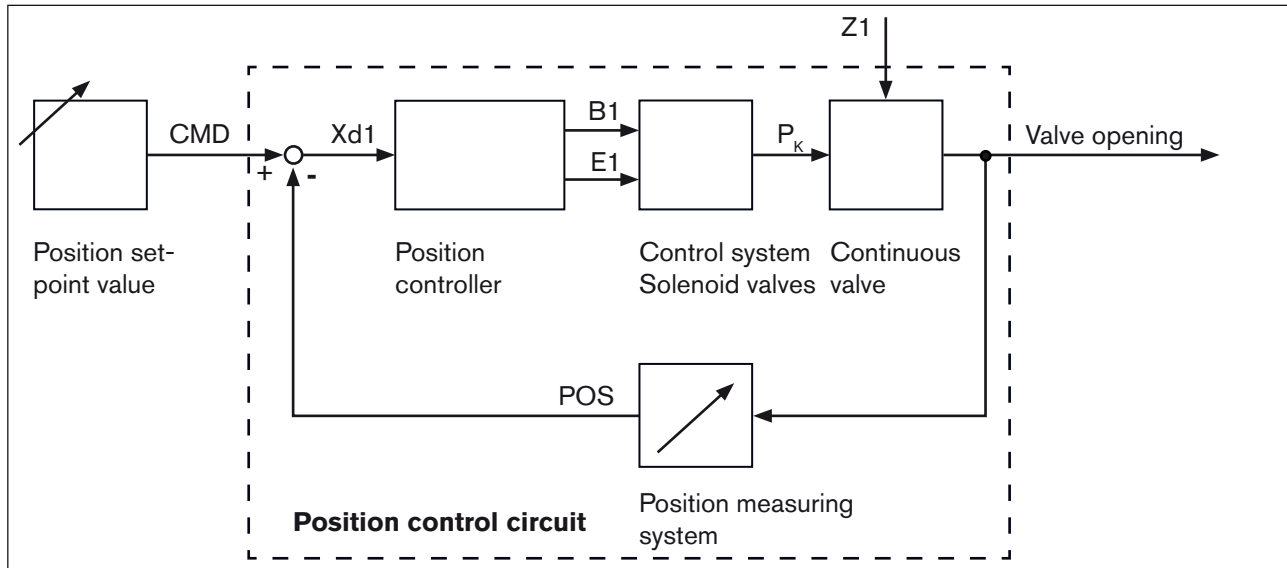 Z1
CMD
+
-
Xd1
B1
E1
PK
Valve opening
Position set-
point value
Position
controller
Control system
Solenoid valves
Continuous
valve
POS
Position measuring
system
Position control circuit